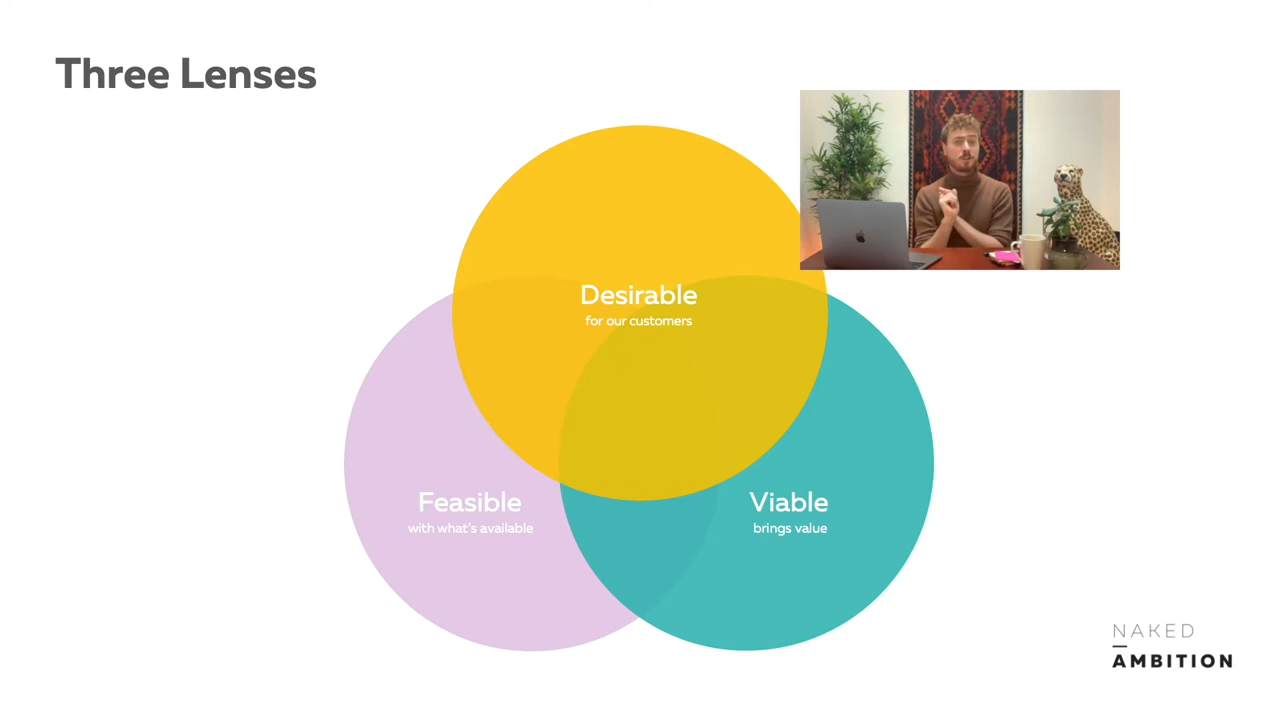 Three Lenses
Desirable
for our customers
Feasible
with what's available
Viable
brings value
NAKED
AMBITION